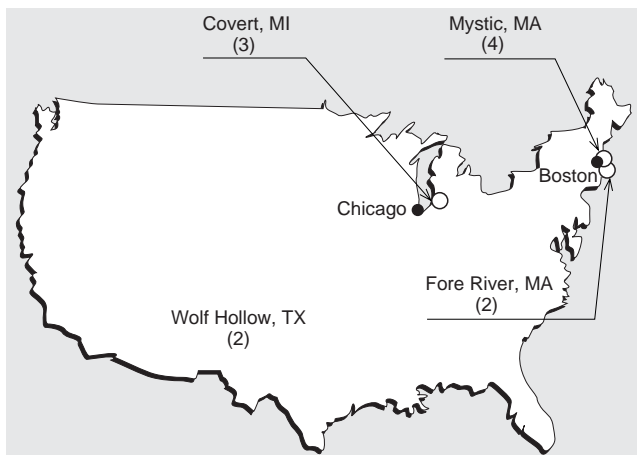 Covert, MI
(3)
Mystic, MA
(4)
Boston
Chicago
Fore River, MA
(2)
Wolf Hollow, TX
(2)